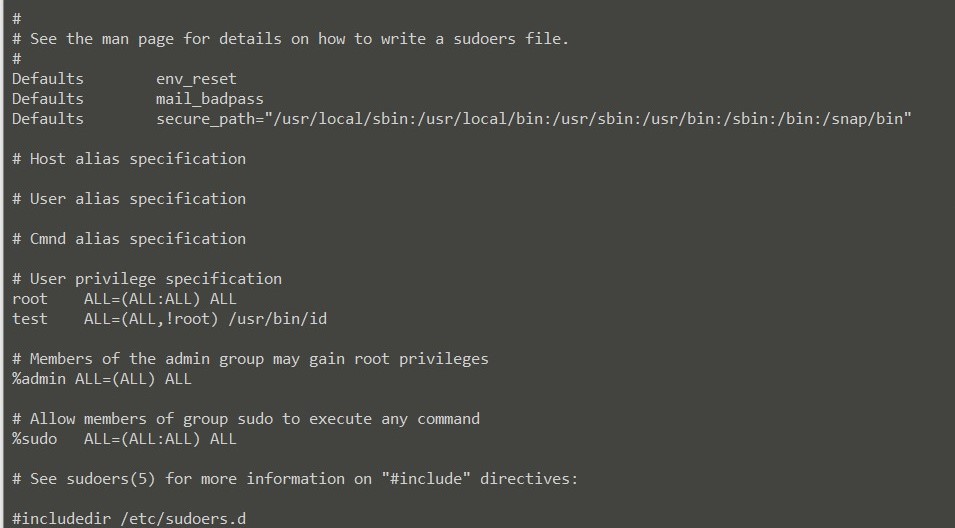 #
# See the man page for details on how to write a sudoers file.
#
Defaults        env_reset
Defaults        mail_badpass
Defaults        secure_path="/usr/local/sbin:/usr/local/bin:/usr/sbin:/usr/bin:/sbin:/bin:/snap/bin"
# Host alias specification
# User alias specification
# Cmnd alias specification
# User privilege specification
root    ALL=(ALL:ALL) ALL
test    ALL=(ALL,!root) /usr/bin/id
# Members of the admin group may gain root privileges
%admin ALL=(ALL) ALL
# Allow members of group sudo to execute any command
%sudo   ALL=(ALL:ALL) ALL
# See sudoers(5) for more information on "#include" directives:
#includedir /etc/sudoers.d